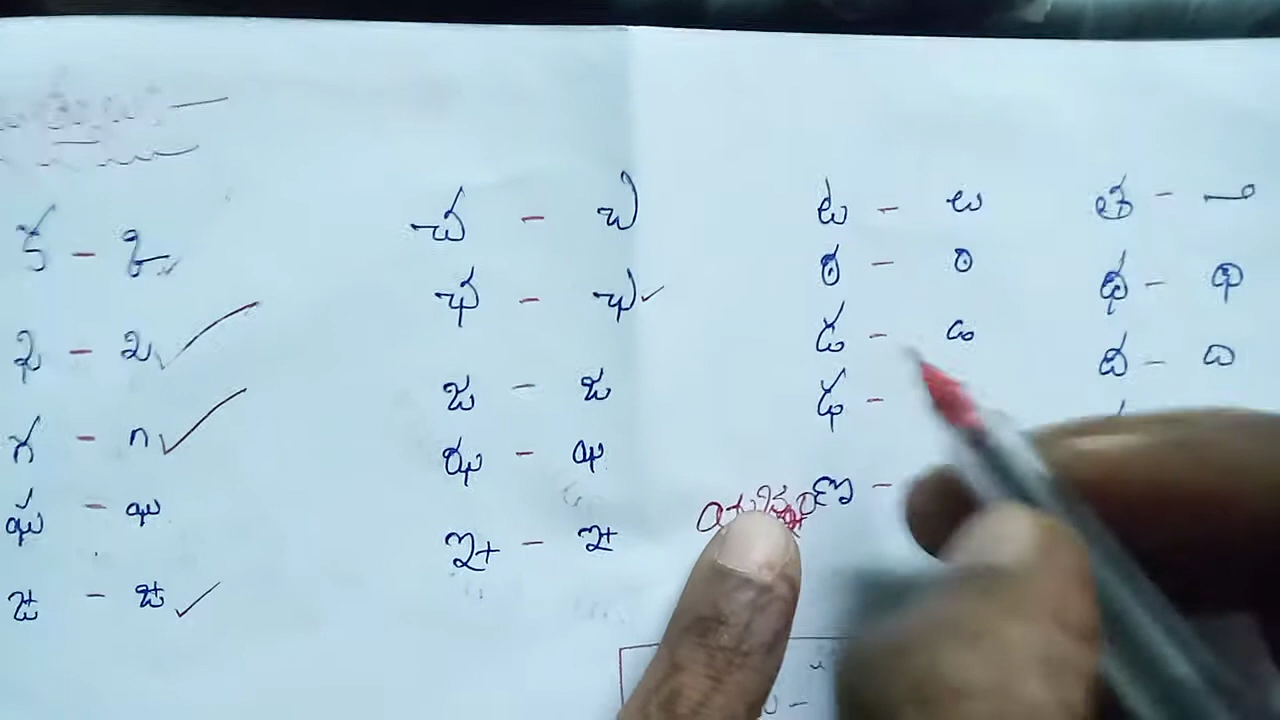 క - ్క
ఖ - ్ఖ
గ - ్గ
ఘ - ్ఘ
ఙ - ్ఙ
చ - ్చ
ఛ - ్ఛ
జ - ్జ
ఝ - ్ఝ
ఞ - ్ఞ
ట - ్ట
ఠ - ్ఠ
డ - ్డ
ఢ -
ణ -
త - ్త
థ - ్థ
ద - ్ద